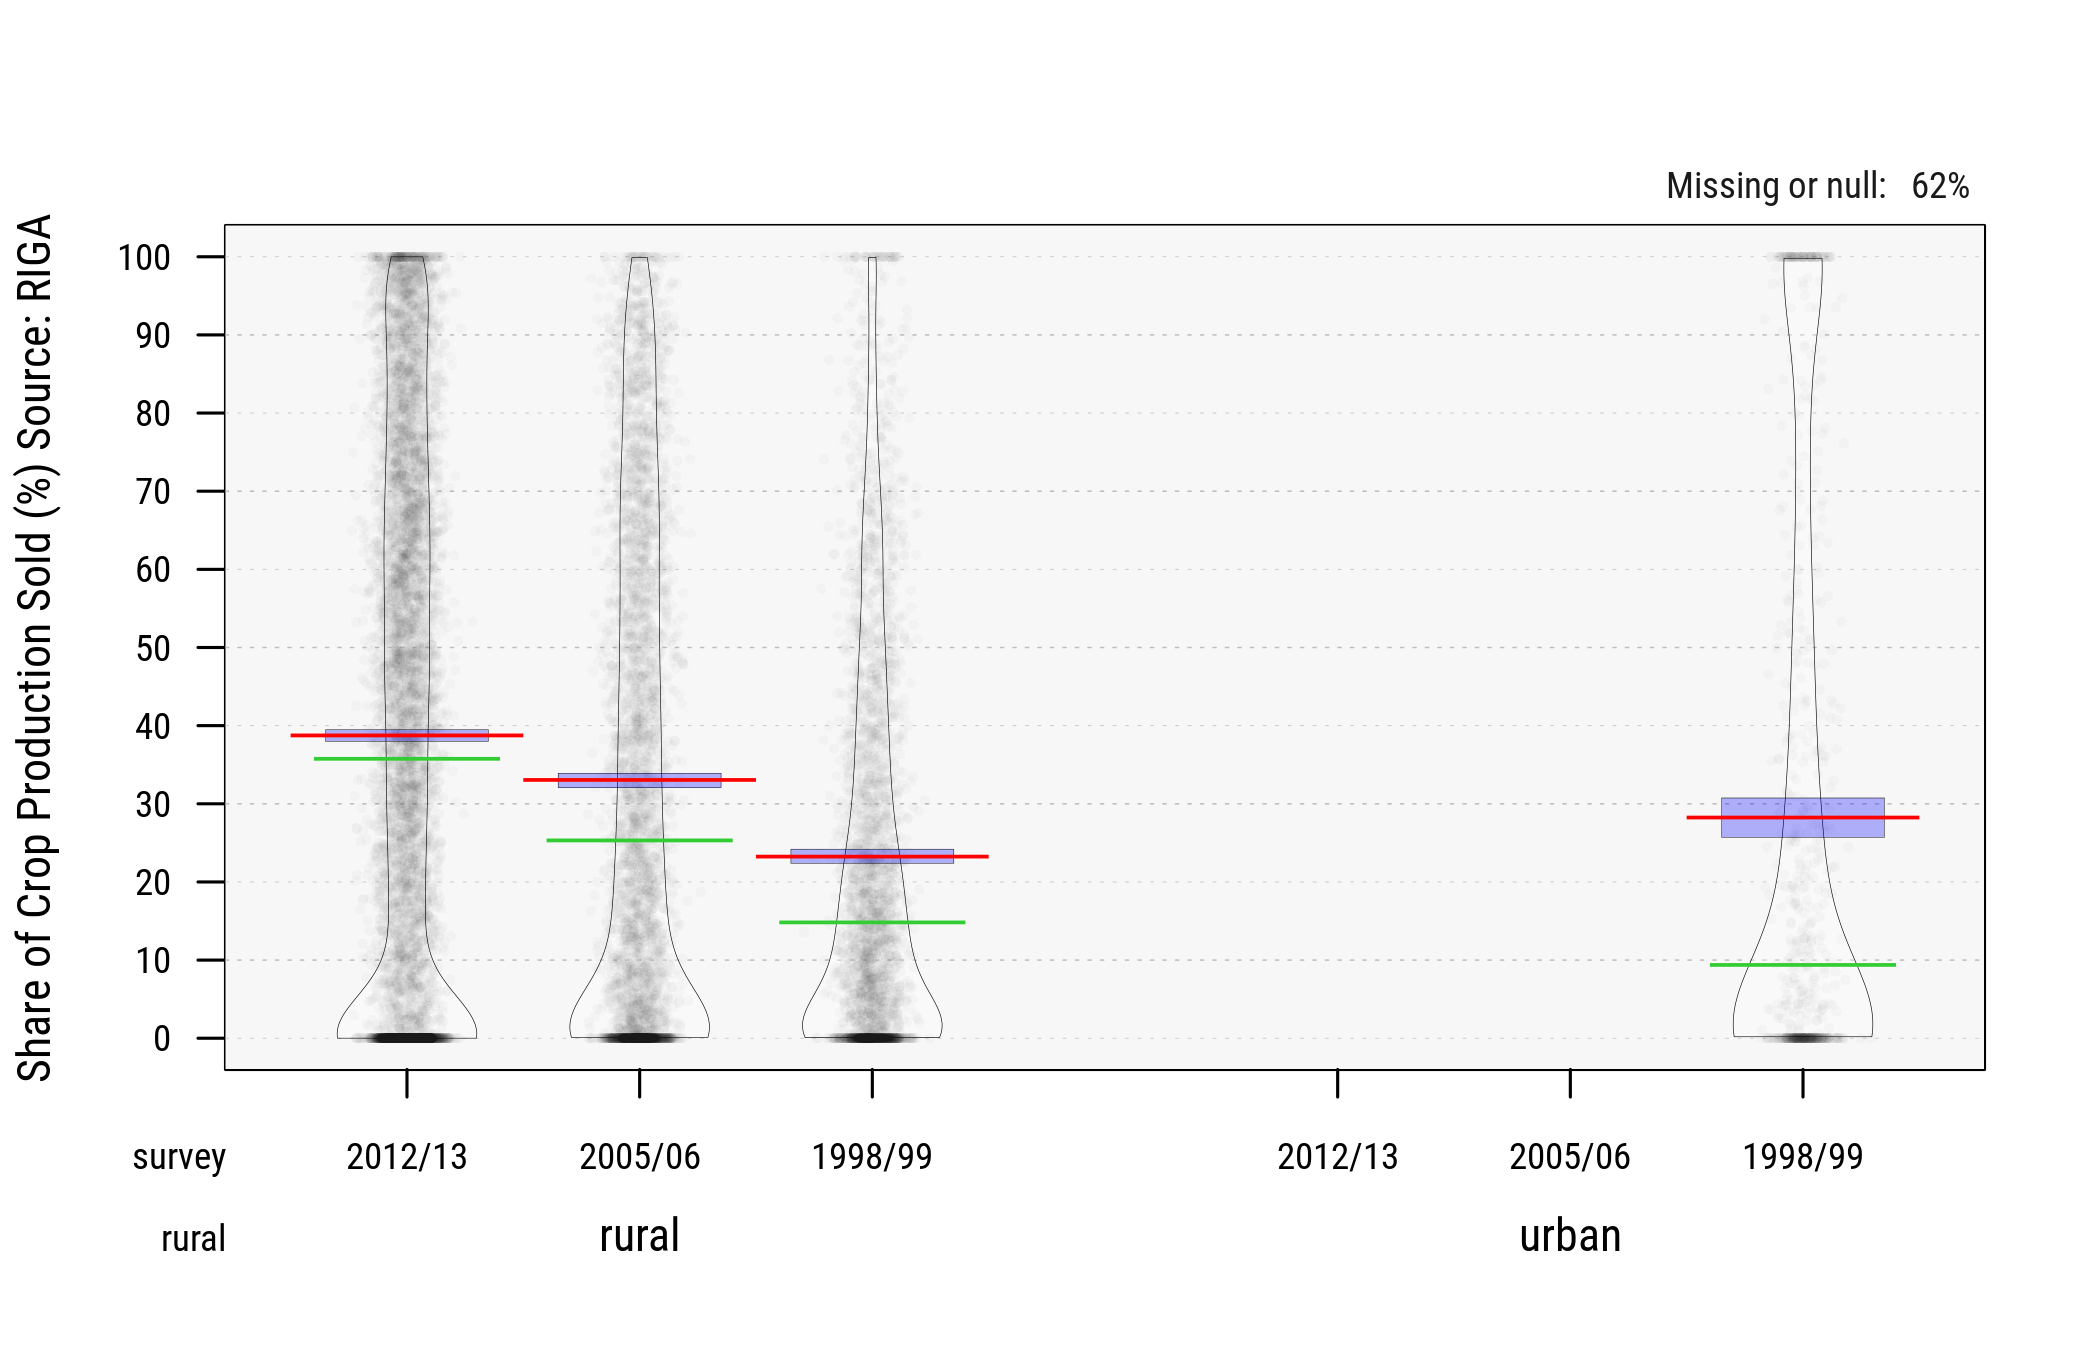 Missing or null: 62%
Share of Crop Production Sold (%) Source: RIGA
100
90
80
70
60
50
40
30
20
10
0
survey 2012/13 2005/06 1998/99 2012/13 2005/06 1998/99
rural rural urban